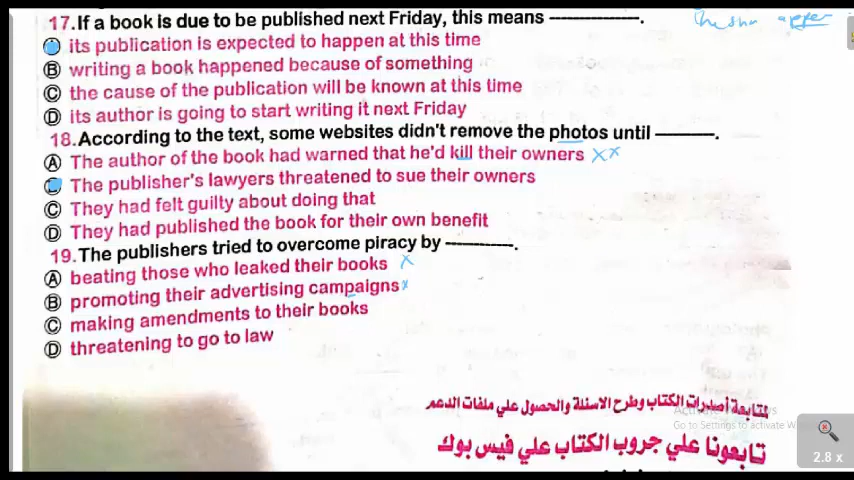 17.If a book is due to be published next Friday, this means ————.
its publication is expected to happen at this time
Ⓑ writing a book happened because of something
Ⓒ the cause of the publication will be known at this time
Ⓓ its author is going to start writing it next Friday
18.According to the text, some websites didn't remove the photos until ———.
Ⓐ The author of the book had warned that he'd kill their owners XX
The publisher's lawyers threatened to sue their owners
Ⓒ They had felt guilty about doing that
Ⓓ They had published the book for their own benefit
19.The publishers tried to overcome piracy by ———.
Ⓐ beating those who leaked their books X
Ⓑ promoting their advertising campaigns x
Ⓒ making amendments to their books
Ⓓ threatening to go to law
لمتابعة أصدرات الكتاب وطرح الاسئلة والحصول علي ملفات الدعم
Go to Settings to activate
تابعونا علي جروب الكتاب علي فيس بوك
2.8 x